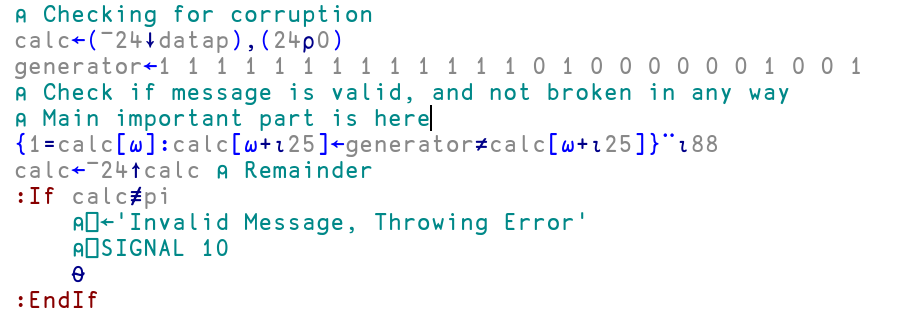 ⍝ Checking for corruption
calc←(¯24↓datap),(24⍴0)
generator←1 1 1 1 1 1 1 1 1 1 1 1 1 0 1 0 0 0 0 0 0 1 0 0 1
⍝ Check if message is valid, and not broken in any way
⍝ Main important part is here
{1=calc[⍵]:calc[⍵+⍳25]←generator≠calc[⍵+⍳25]}¨⍳88
calc←¯24↑calc ⍝ Remainder
:If calc≢pi
    ⍝⎕←'Invalid Message, Throwing Error'
    ⍝⎕SIGNAL 10
    ⍬
:EndIf